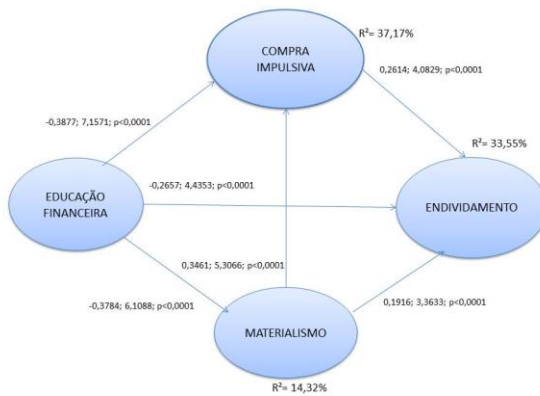 R²= 37,17%
COMPRA
IMPULSIVA
0,2614; 4,0829; p<0,0001
-0,3877; 7,1571; p<0,0001
R²= 33,55%
-0,2657; 4,4353; p<0,0001
EDUCAÇÃO
FINANCEIRA
ENDIVIDAMENTO
0,3461; 5,3066; p<0,0001
-0,3784; 6,1088; p<0,0001
0,1916; 3,3633; p<0,0001
MATERIALISMO
R²= 14,32%